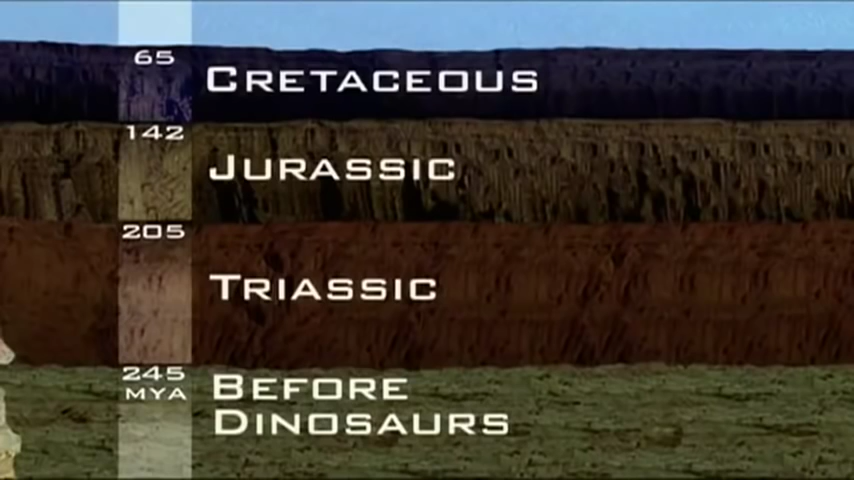 65
CRETACEOUS
142
JURASSIC
205
TRIASSIC
245
MYA
BEFORE
DINOSAURS